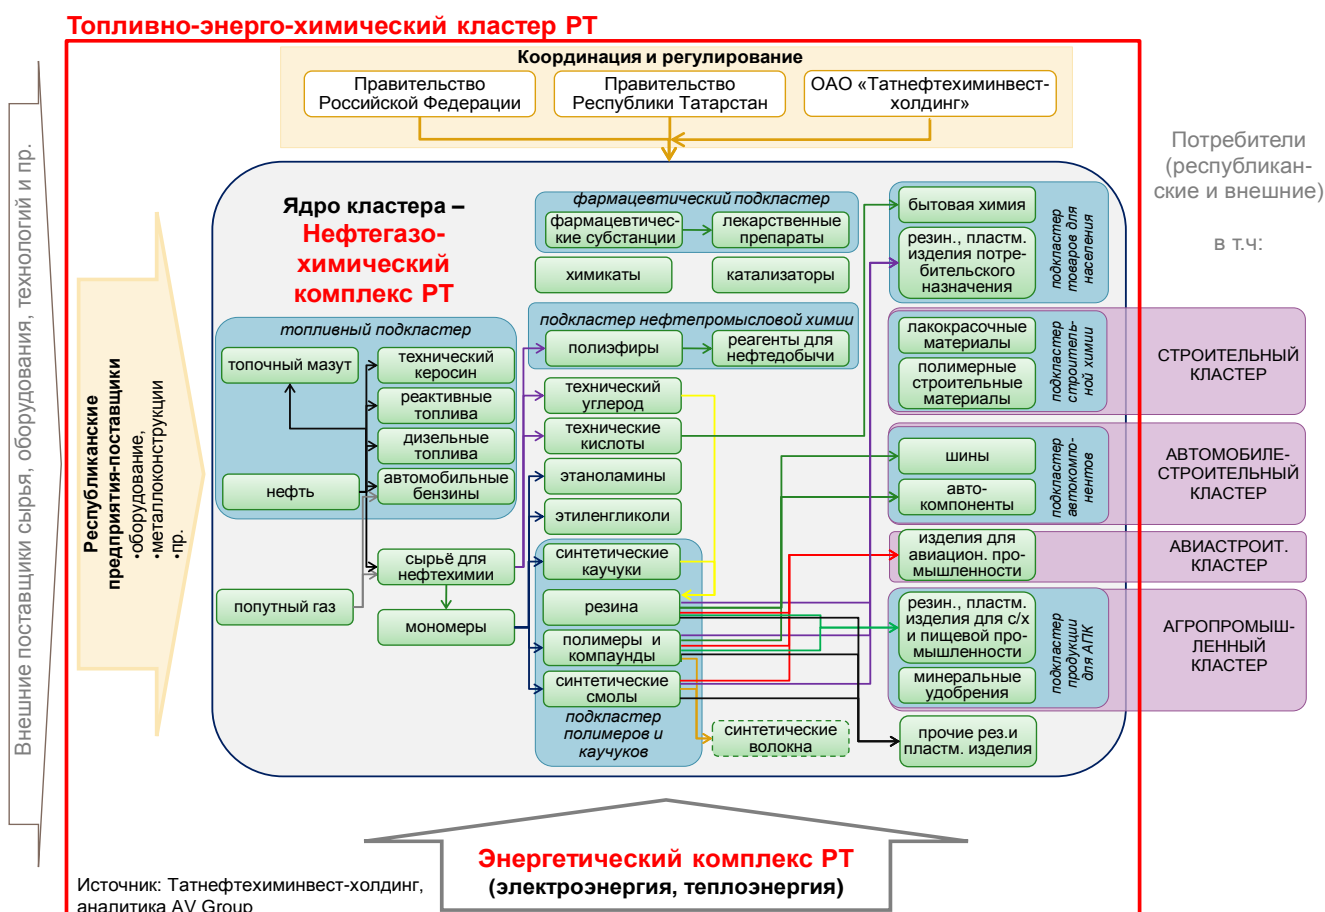 Топливно-энерго-химический кластер РТ
Координация и регулирование
Правительство
Российской Федерации
Правительство
Республики Татарстан
ОАО «Татнефтехиминвест-
холдинг»
Внешние поставщики сырья, оборудования, технологий и пр.
Республиканские
предприятия-поставщики
•оборудование,
•металлоконструкции
•пр.
Ядро кластера –
Нефтегазо-
химический
комплекс РТ
топливный подкластер
топочный мазут
технический
керосин
реактивные
топлива
дизельные
топлива
автомобильные
бензины
нефть
сырьё для
нефтехимии
попутный газ
мономеры
фармацевтический подкластер
фармацевтичес-
кие субстанции
лекарственные
препараты
химикаты
катализаторы
подкластер нефтепромысловой химии
полиэфиры
реагенты для
нефтедобычи
технический
углерод
технические
кислоты
этаноламины
этиленгликоли
синтетические
каучуки
резина
полимеры и
компаунды
синтетические
смолы
подкластер
полимеров и
каучуков
синтетические
волокна
бытовая химия
резин., пластм.
изделия потре-
бительского
назначения
подкластер
товаров для
населения
лакокрасочные
материалы
полимерные
строительные
материалы
подкластер
строитель-
ной химии
шины
авто-
компоненты
подкластер
автокомпо-
нентов
изделия для
авиацион. про-
мышленности
резин., пластм.
изделия для с/х
и пищевой про-
мышленности
минеральные
удобрения
подкластер
продукции
для АПК
прочие рез.и
пластм. изделия
Потребители
(республикан-
ские и внешние)
в т.ч:
СТРОИТЕЛЬНЫЙ
КЛАСТЕР
АВТОМОБИЛЕ-
СТРОИТЕЛЬНЫЙ
КЛАСТЕР
АВИАСТРОИТ.
КЛАСТЕР
АГРОПРОМЫШ-
ЛЕННЫЙ
КЛАСТЕР
Энергетический комплекс РТ
(электроэнергия, теплоэнергия)
Источник: Татнефтехиминвест-холдинг,
аналитика AV Group